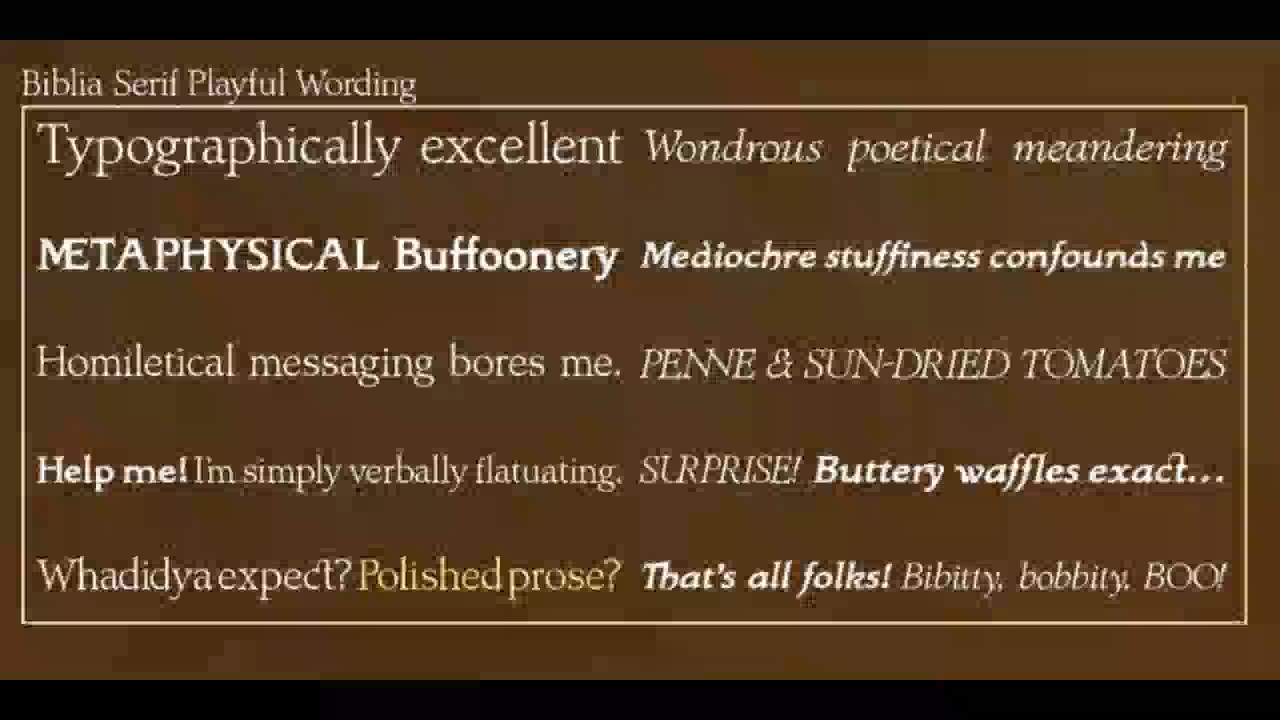 Biblia Serif Playful Wording
Typographically excellent
Wondrous poetical meandering
METAPHYSICAL Buffoonery
Mediochre stuffiness confounds me
Homiletical messaging bores me.
PENNE & SUN-DRIED TOMATOES
Help me! I'm simply verbally flatuating.
SURPRISE! Buttery waffles exact...
Whadidya expect? Polished prose?
That's all folks! Bibitty, bobbity, BOO!